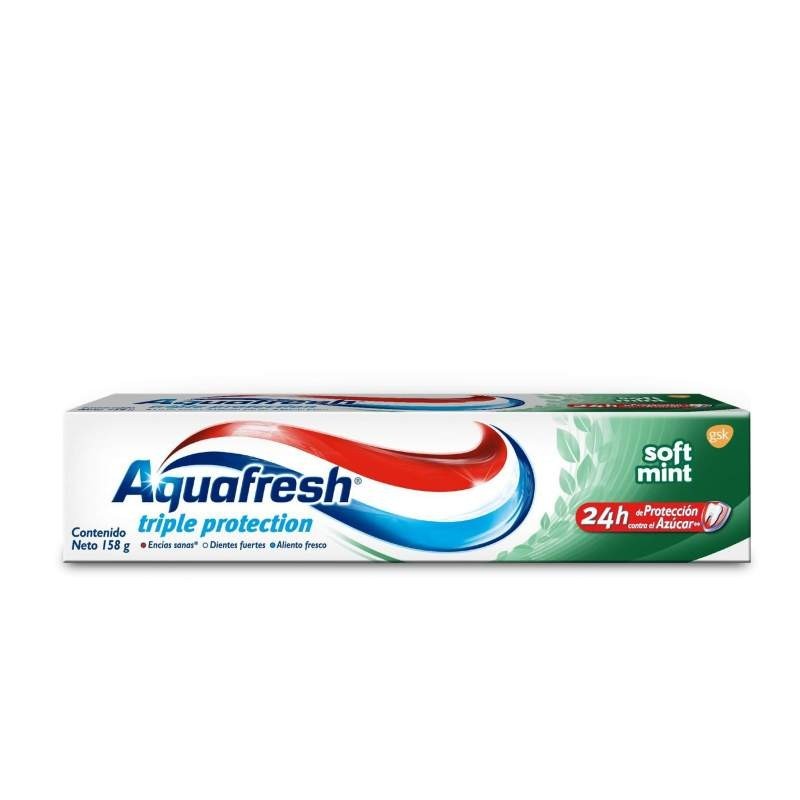 Aquafresh®
triple protection
Contenido
Neto 158 g
• Encías sanas* ○ Dientes fuertes • Aliento fresco
gsk
soft
mint
24h de Protección
contra el Azúcar**